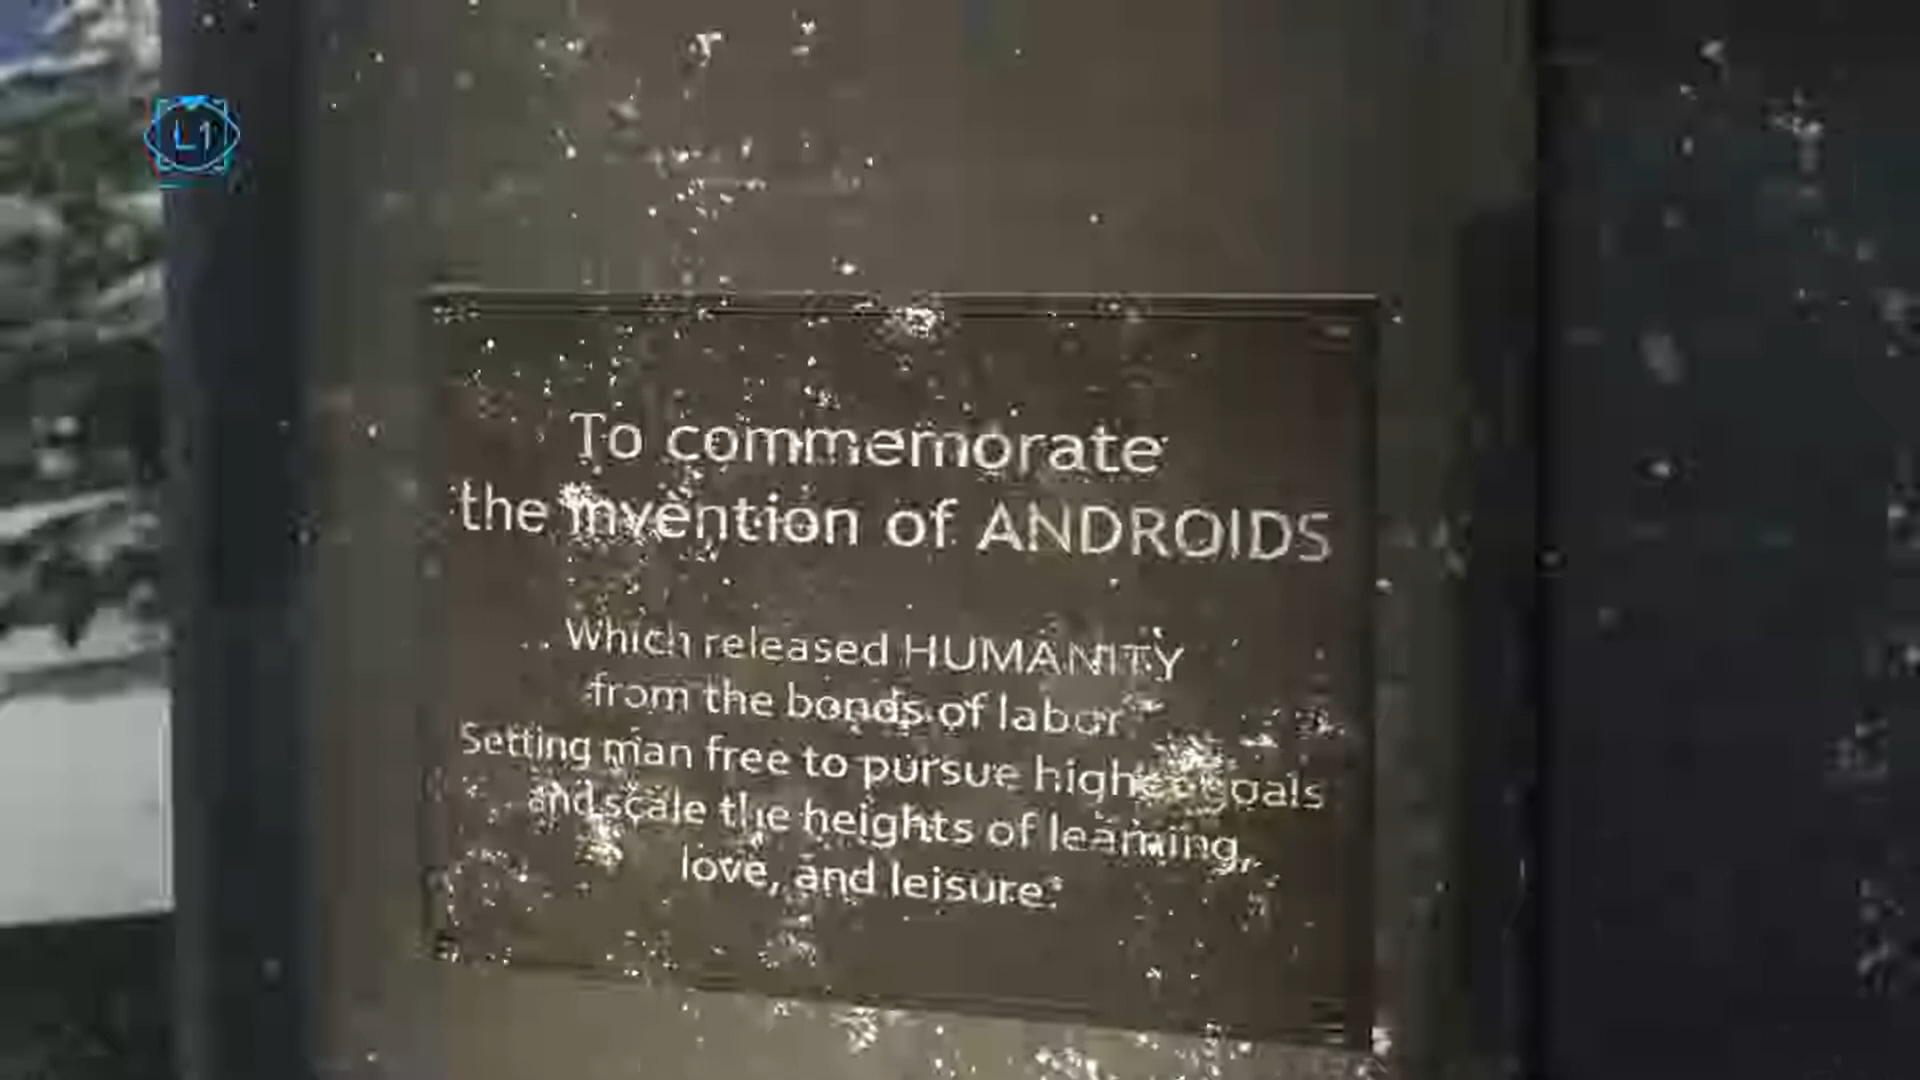 L1
To commemorate
the invention of ANDROIDS
Which released HUMANITY
from the bonds of labor
Setting man free to pursue higher goals
and scale the heights of learning,
love, and leisure.